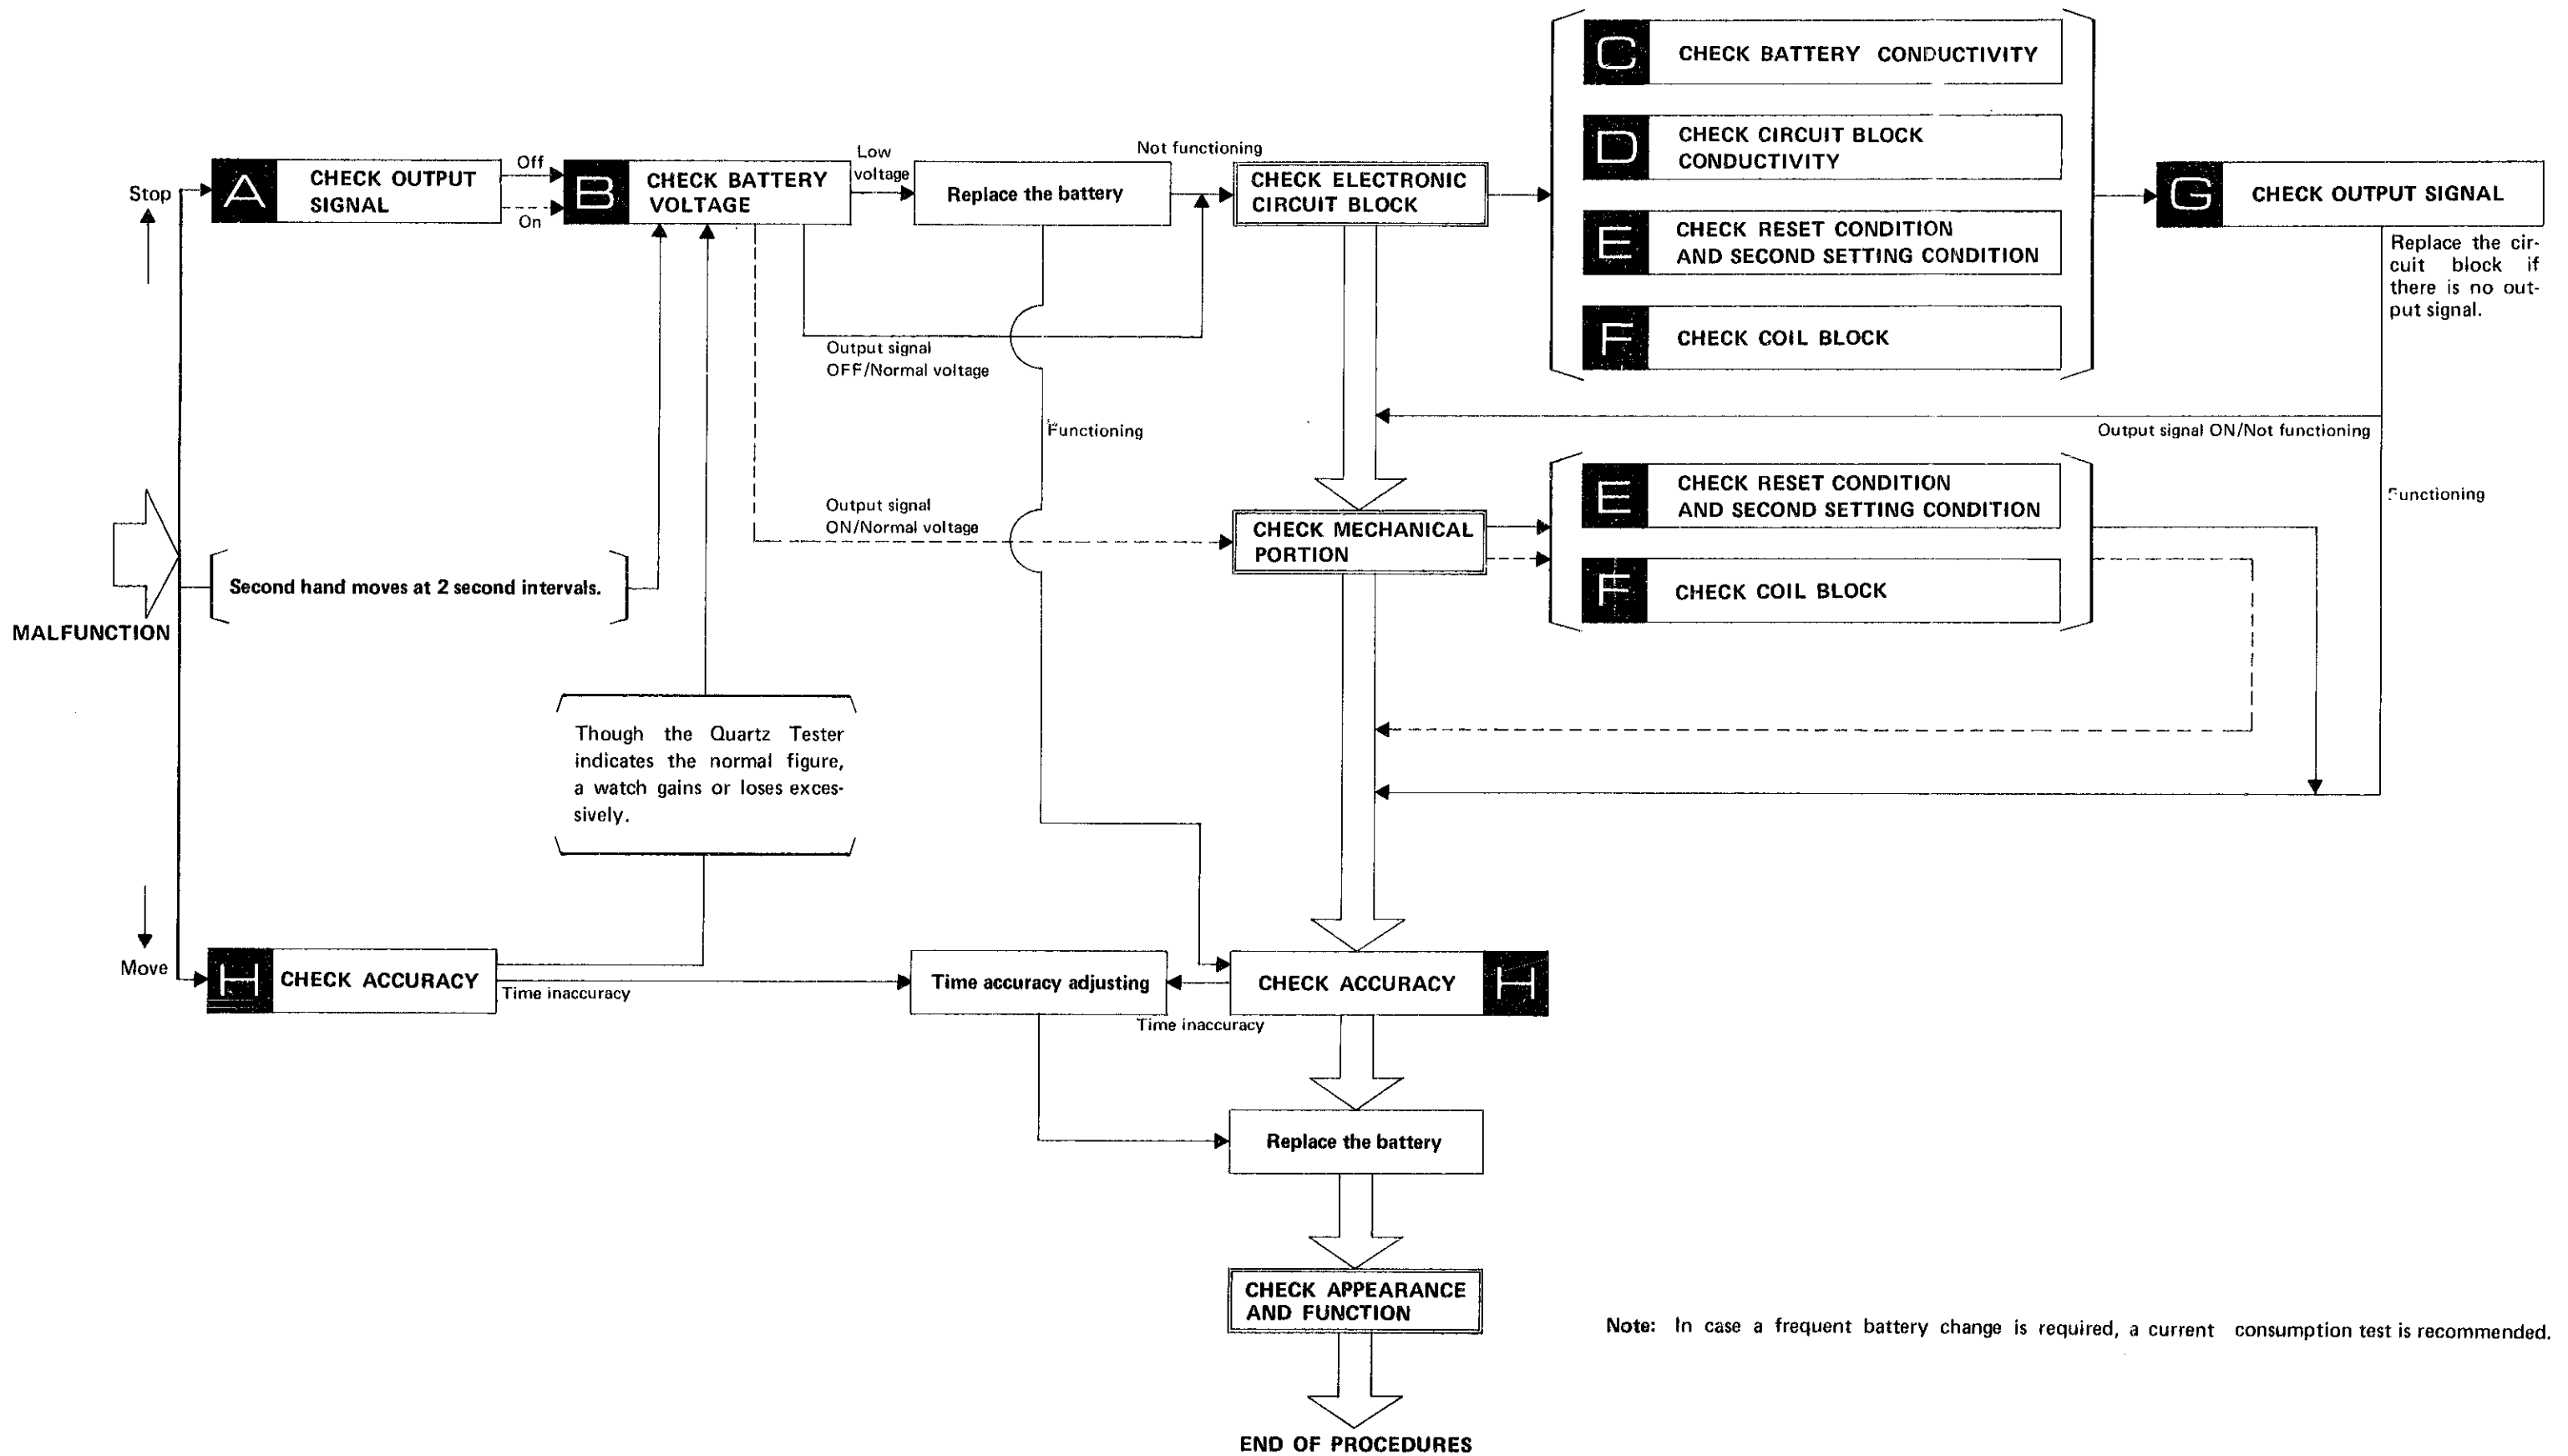 C CHECK BATTERY CONDUCTIVITY
D CHECK CIRCUIT BLOCK
CONDUCTIVITY
E CHECK RESET CONDITION
AND SECOND SETTING CONDITION
F CHECK COIL BLOCK
Stop
A CHECK OUTPUT
SIGNAL
Off
On
B CHECK BATTERY
VOLTAGE
Low
voltage
Replace the battery
Not functioning
CHECK ELECTRONIC
CIRCUIT BLOCK
G CHECK OUTPUT SIGNAL
Replace the cir-
cuit block if
there is no out-
put signal.
Output signal
OFF/Normal voltage
Functioning
Output signal ON/Not functioning
Functioning
Output signal
ON/Normal voltage
CHECK MECHANICAL
PORTION
E CHECK RESET CONDITION
AND SECOND SETTING CONDITION
F CHECK COIL BLOCK
Second hand moves at 2 second intervals.
MALFUNCTION
Though the Quartz Tester
indicates the normal figure,
a watch gains or loses exces-
sively.
Move
H CHECK ACCURACY
Time inaccuracy
Time accuracy adjusting
CHECK ACCURACY H
Time inaccuracy
Replace the battery
CHECK APPEARANCE
AND FUNCTION
Note: In case a frequent battery change is required, a current consumption test is recommended.
END OF PROCEDURES